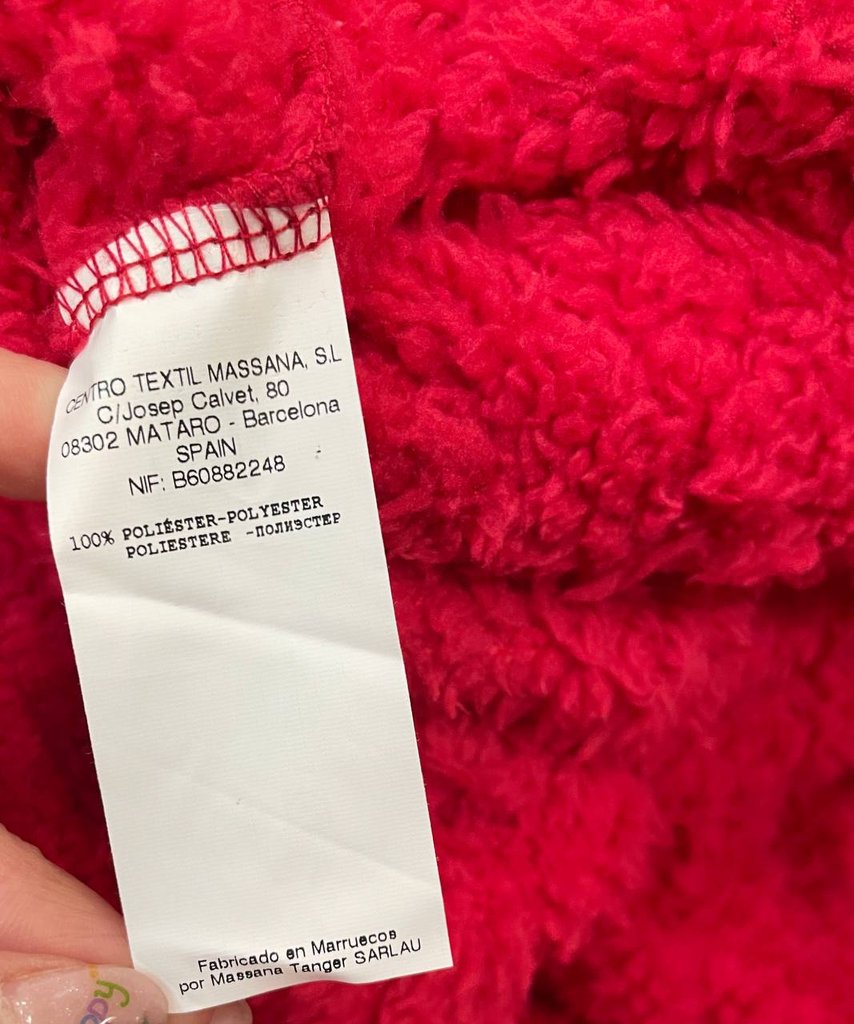 CENTRO TEXTIL MASSANA, S.L
C/Josep Calvet, 80
08302 MATARO - Barcelona
SPAIN
NIF: B60882248
100% POLIÉSTER-POLYESTER
POLIESTERE -ПОЛИЭСТЕР
Fabricado en Marruecos
por Massana Tanger SARLAU